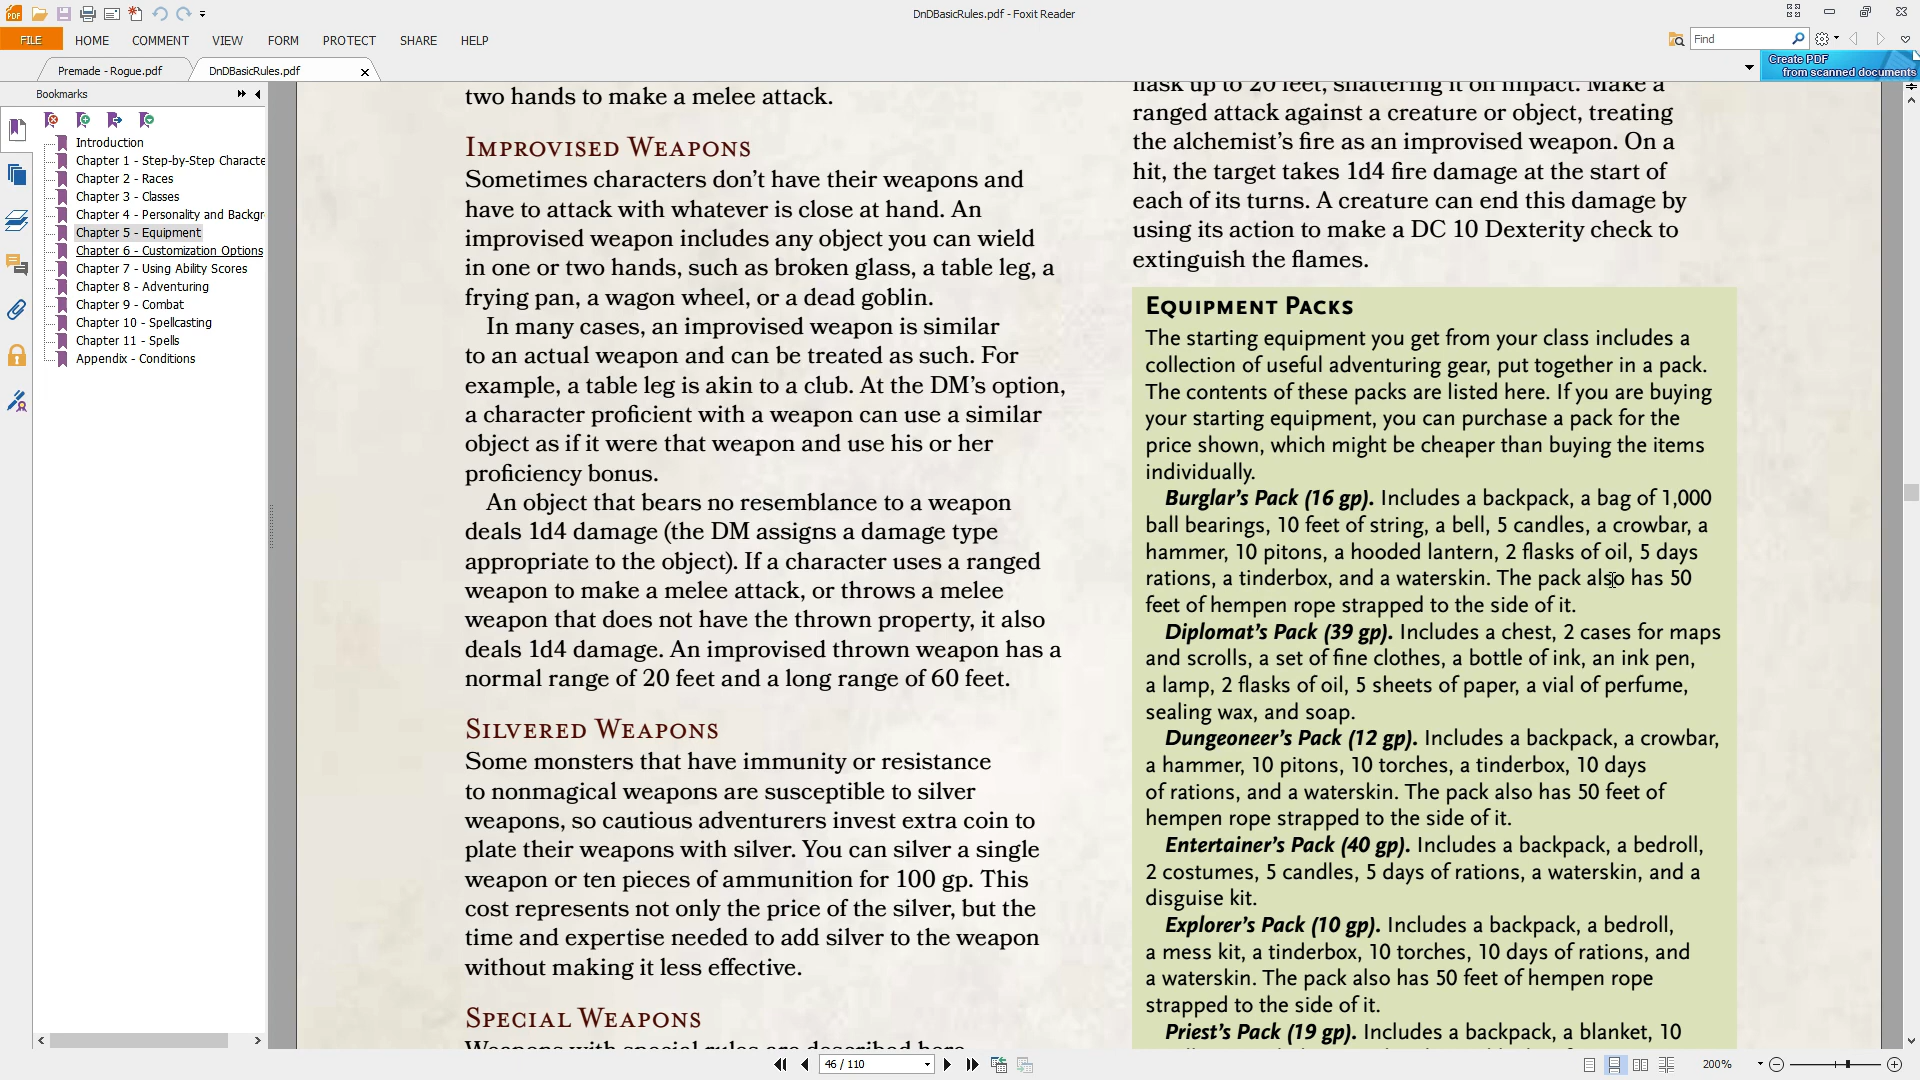 DnDBasicRules.pdf - Foxit Reader
FILE HOME COMMENT VIEW FORM PROTECT SHARE HELP
Find
Premade - Rogue.pdf
DnDBasicRules.pdf
Create PDF
from scanned documents
Bookmarks
Introduction
Chapter 1 - Step-by-Step Characte
Chapter 2 - Races
Chapter 3 - Classes
Chapter 4 - Personality and Backgr
Chapter 5 - Equipment
Chapter 6 - Customization Options
Chapter 7 - Using Ability Scores
Chapter 8 - Adventuring
Chapter 9 - Combat
Chapter 10 - Spellcasting
Chapter 11 - Spells
Appendix - Conditions
two hands to make a melee attack.
Improvised Weapons
Sometimes characters don't have their weapons and
have to attack with whatever is close at hand. An
improvised weapon includes any object you can wield
in one or two hands, such as broken glass, a table leg, a
frying pan, a wagon wheel, or a dead goblin.
In many cases, an improvised weapon is similar
to an actual weapon and can be treated as such. For
example, a table leg is akin to a club. At the DM's option,
a character proficient with a weapon can use a similar
object as if it were that weapon and use his or her
proficiency bonus.
An object that bears no resemblance to a weapon
deals 1d4 damage (the DM assigns a damage type
appropriate to the object). If a character uses a ranged
weapon to make a melee attack, or throws a melee
weapon that does not have the thrown property, it also
deals 1d4 damage. An improvised thrown weapon has a
normal range of 20 feet and a long range of 60 feet.
Silvered Weapons
Some monsters that have immunity or resistance
to nonmagical weapons are susceptible to silver
weapons, so cautious adventurers invest extra coin to
plate their weapons with silver. You can silver a single
weapon or ten pieces of ammunition for 100 gp. This
cost represents not only the price of the silver, but the
time and expertise needed to add silver to the weapon
without making it less effective.
Special Weapons
Weapons with special rules are described here.
flask up to 20 feet, shattering it on impact. Make a
ranged attack against a creature or object, treating
the alchemist's fire as an improvised weapon. On a
hit, the target takes 1d4 fire damage at the start of
each of its turns. A creature can end this damage by
using its action to make a DC 10 Dexterity check to
extinguish the flames.
Equipment Packs
The starting equipment you get from your class includes a
collection of useful adventuring gear, put together in a pack.
The contents of these packs are listed here. If you are buying
your starting equipment, you can purchase a pack for the
price shown, which might be cheaper than buying the items
individually.
Burglar's Pack (16 gp). Includes a backpack, a bag of 1,000
ball bearings, 10 feet of string, a bell, 5 candles, a crowbar, a
hammer, 10 pitons, a hooded lantern, 2 flasks of oil, 5 days
rations, a tinderbox, and a waterskin. The pack also has 50
feet of hempen rope strapped to the side of it.
Diplomat's Pack (39 gp). Includes a chest, 2 cases for maps
and scrolls, a set of fine clothes, a bottle of ink, an ink pen,
a lamp, 2 flasks of oil, 5 sheets of paper, a vial of perfume,
sealing wax, and soap.
Dungeoneer's Pack (12 gp). Includes a backpack, a crowbar,
a hammer, 10 pitons, 10 torches, a tinderbox, 10 days
of rations, and a waterskin. The pack also has 50 feet of
hempen rope strapped to the side of it.
Entertainer's Pack (40 gp). Includes a backpack, a bedroll,
2 costumes, 5 candles, 5 days of rations, a waterskin, and a
disguise kit.
Explorer's Pack (10 gp). Includes a backpack, a bedroll,
a mess kit, a tinderbox, 10 torches, 10 days of rations, and
a waterskin. The pack also has 50 feet of hempen rope
strapped to the side of it.
Priest's Pack (19 gp). Includes a backpack, a blanket, 10
46 / 110
200%